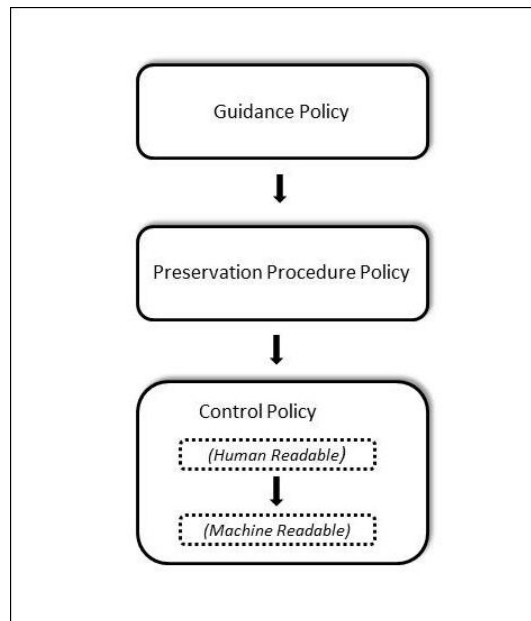 Guidance Policy
Preservation Procedure Policy
Control Policy
(Human Readable)
(Machine Readable)